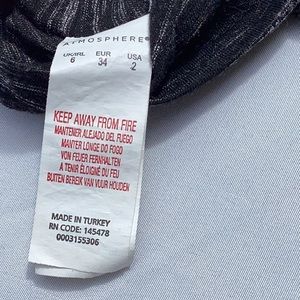 ATMOSPHERE®
UK/IRL EUR USA
6 34 2
KEEP AWAY FROM FIRE
MANTENER ALEJADO DEL FUEGO
MANTER LONGE DO FOGO
VON FEUER FERNHALTEN
A TENIR ÉLOIGNÉ DU FEU
BUITEN BEREIK VAN VUUR HOUDEN
MADE IN TURKEY
RN CODE: 145478
0003155306